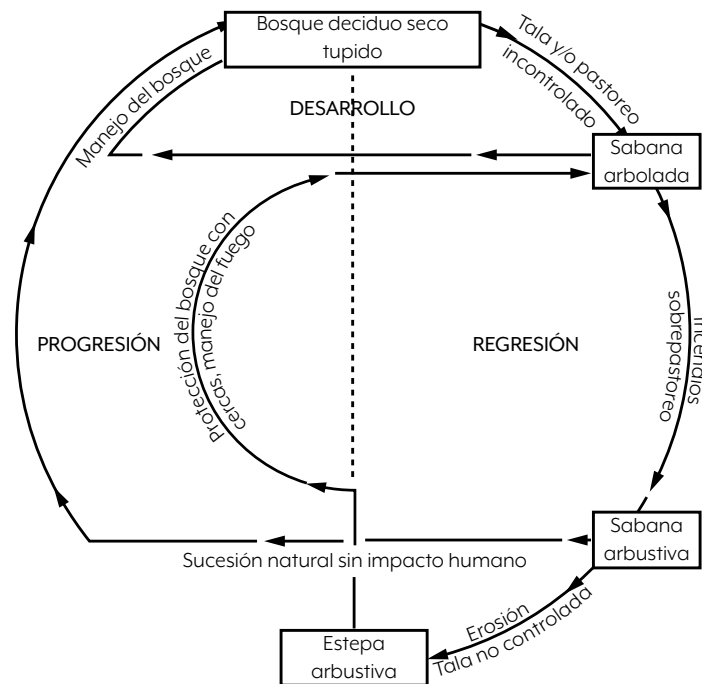 Bosque deciduo seco
tupido
Tala y/o pastoreo
incontrolado
Manejo del bosque
DESARROLLO
Sabana
arbolada
Protección del bosque con
cercas, manejo del fuego
PROGRESIÓN
REGRESIÓN
Incendios
sobrepastoreo
Sabana
arbustiva
Sucesión natural sin impacto humano
Erosión
Tala no controlada
Estepa
arbustiva